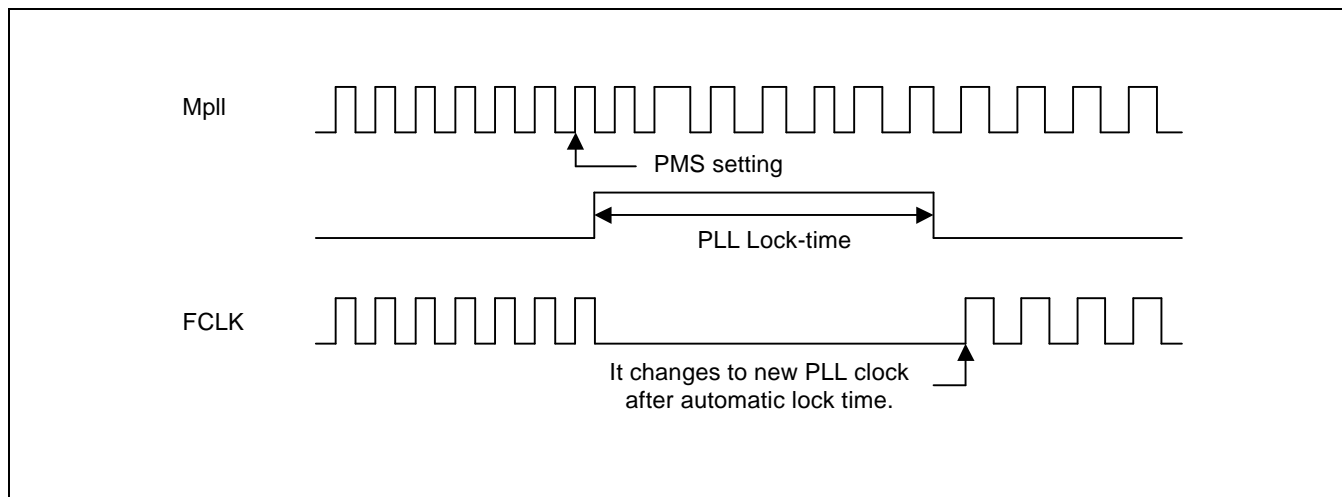 Mpll
PMS setting
PLL Lock-time
FCLK
It changes to new PLL clock
after automatic lock time.